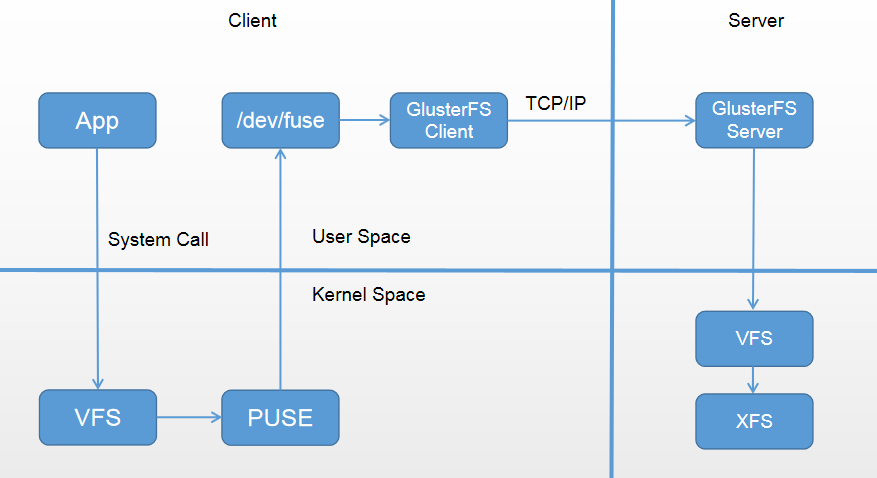 Client
Server
App
/dev/fuse
GlusterFS
Client
TCP/IP
GlusterFS
Server
System Call
User Space
Kernel Space
VFS
PUSE
VFS
XFS